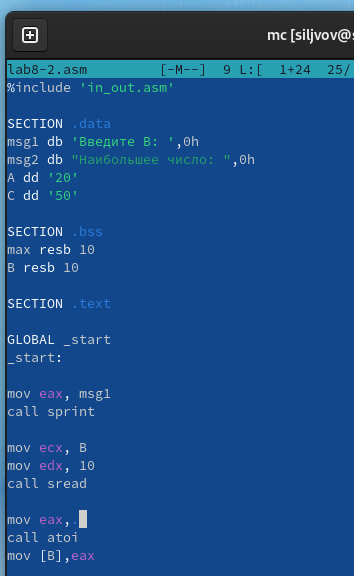 mc [siljvov@
lab8-2.asm [-M--] 9 L:[ 1+24 25/
%include 'in_out.asm'
SECTION .data
msg1 db 'Введите B: ',0h
msg2 db "Наибольшее число: ",0h
A dd '20'
C dd '50'
SECTION .bss
max resb 10
B resb 10
SECTION .text
GLOBAL _start
_start:
mov eax, msg1
call sprint
mov ecx, B
mov edx, 10
call sread
mov eax,.
call atoi
mov [B],eax